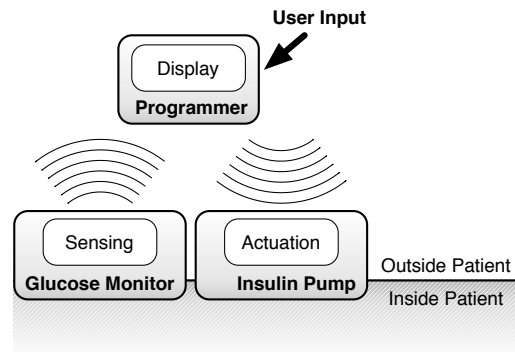 User Input
Display
Programmer
Sensing
Glucose Monitor
Actuation
Insulin Pump
Outside Patient
Inside Patient